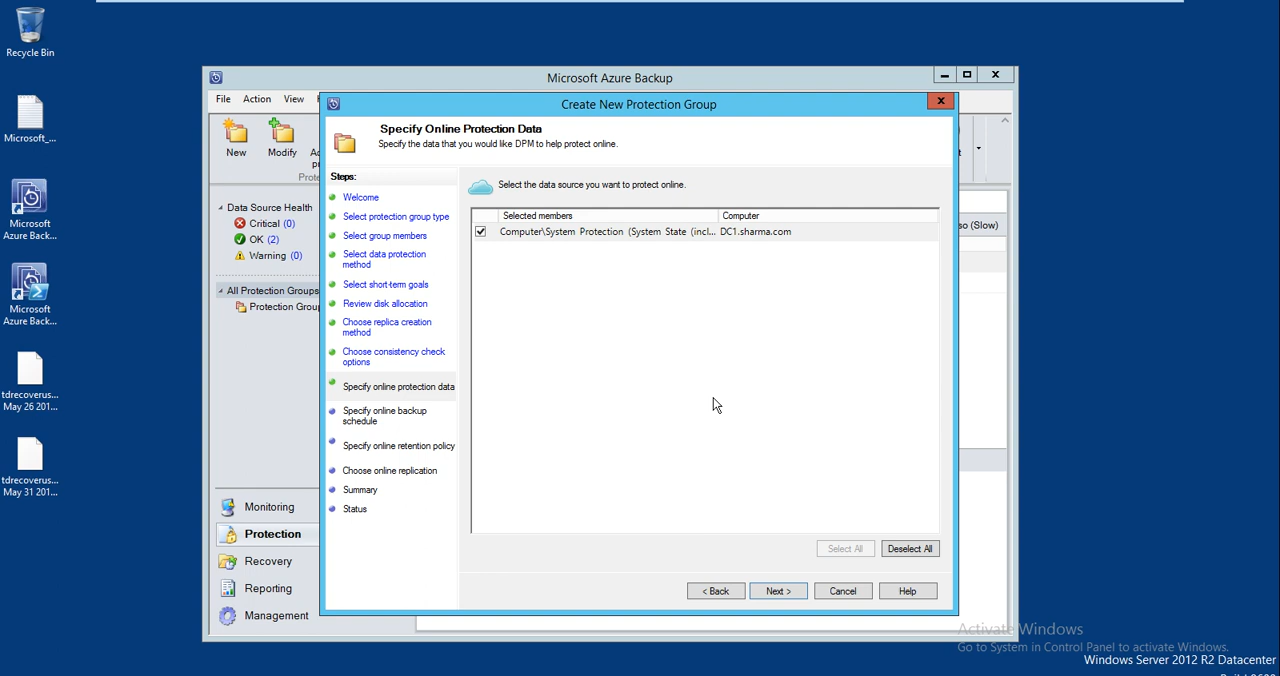 Recycle Bin
Microsoft_...
Microsoft
Azure Back...
Microsoft
Azure Back...
tdrecoverus...
May 26 201...
tdrecoverus...
May 31 201...
Microsoft Azure Backup
File Action View
New Modify
Data Source Health
Critical (0)
OK (2)
Warning (0)
All Protection Groups
Protection Group
so (Slow)
Monitoring
Protection
Recovery
Reporting
Management
Create New Protection Group
Specify Online Protection Data
Specify the data that you would like DPM to help protect online.
Steps:
Welcome
Select protection group type
Select group members
Select data protection
method
Select short-term goals
Review disk allocation
Choose replica creation
method
Choose consistency check
options
Specify online protection data
Specify online backup
schedule
Specify online retention policy
Choose online replication
Summary
Status
Select the data source you want to protect online.
Selected members Computer
Computer\System Protection (System State (incl... DC1.sharma.com
Select All Deselect All
< Back Next > Cancel Help
Activate Windows
Go to System in Control Panel to activate Windows.
Windows Server 2012 R2 Datacenter